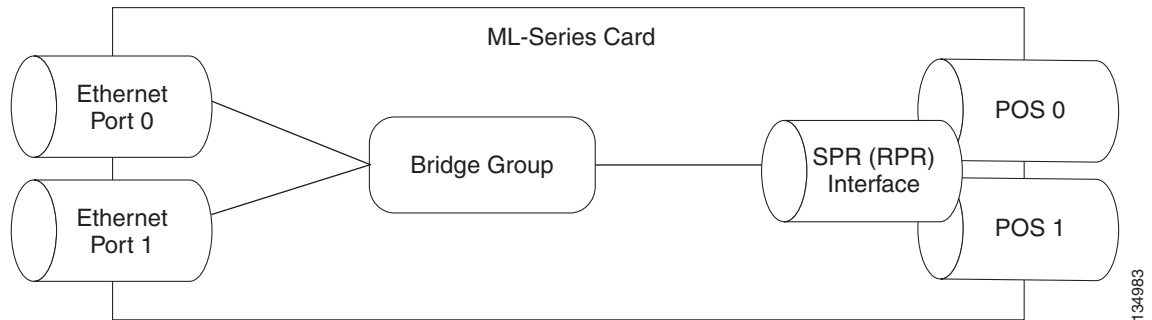 ML-Series Card
Ethernet
Port 0
Ethernet
Port 1
Bridge Group
SPR (RPR)
Interface
POS 0
POS 1
134983